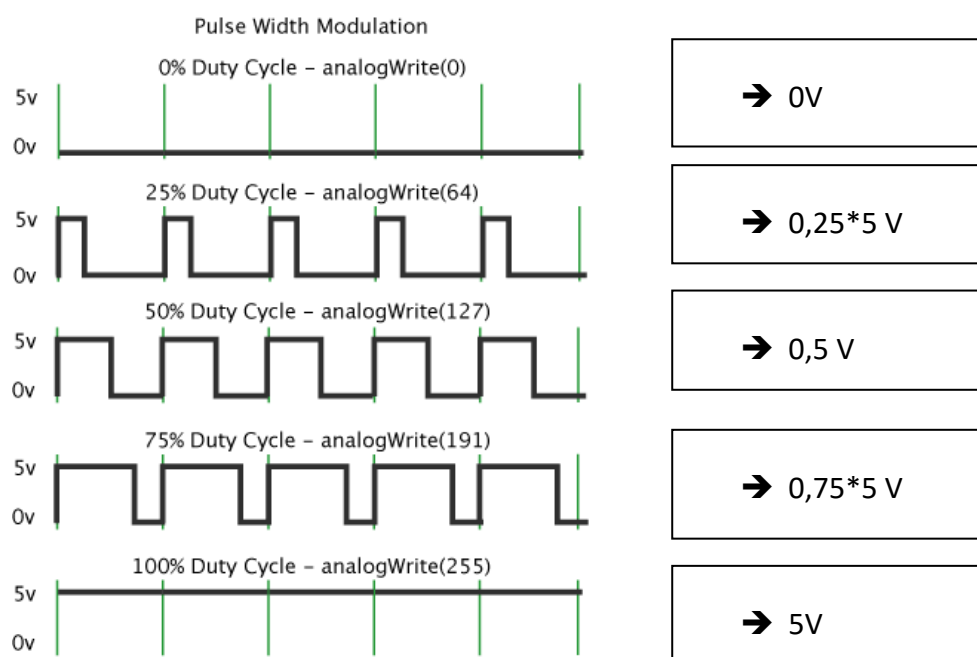 Pulse Width Modulation
0% Duty Cycle – analogWrite(0)
5v
0v
➔ 0V
25% Duty Cycle – analogWrite(64)
5v
0v
➔ 0,25*5 V
50% Duty Cycle – analogWrite(127)
5v
0v
➔ 0,5 V
75% Duty Cycle – analogWrite(191)
5v
0v
➔ 0,75*5 V
100% Duty Cycle – analogWrite(255)
5v
0v
➔ 5V